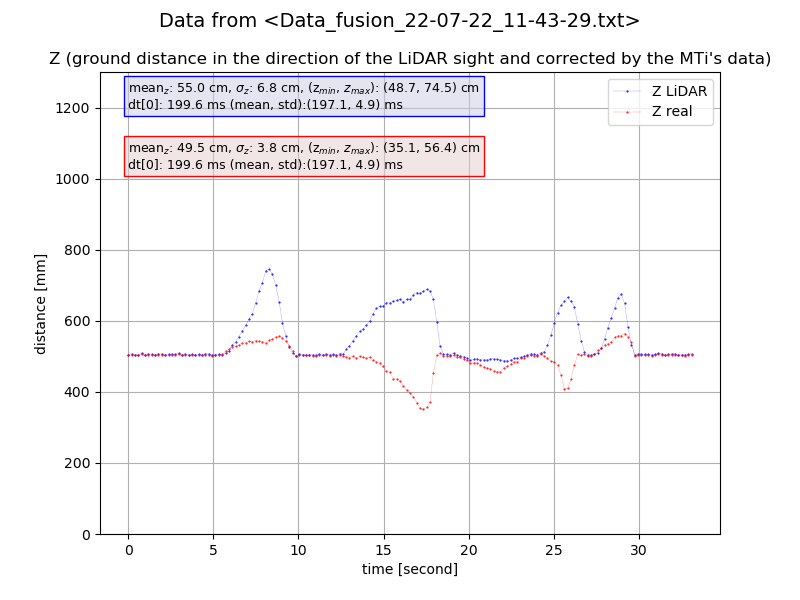 Data from <Data_fusion_22-07-22_11-43-29.txt>
Z (ground distance in the direction of the LiDAR sight and corrected by the MTi's data)
mean_z: 55.0 cm, σ_z: 6.8 cm, (z_min, z_max): (48.7, 74.5) cm
dt[0]: 199.6 ms (mean, std):(197.1, 4.9) ms
mean_z: 49.5 cm, σ_z: 3.8 cm, (z_min, z_max): (35.1, 56.4) cm
dt[0]: 199.6 ms (mean, std):(197.1, 4.9) ms
Z LiDAR
Z real
distance [mm]
1200
1000
800
600
400
200
0
0 5 10 15 20 25 30
time [second]